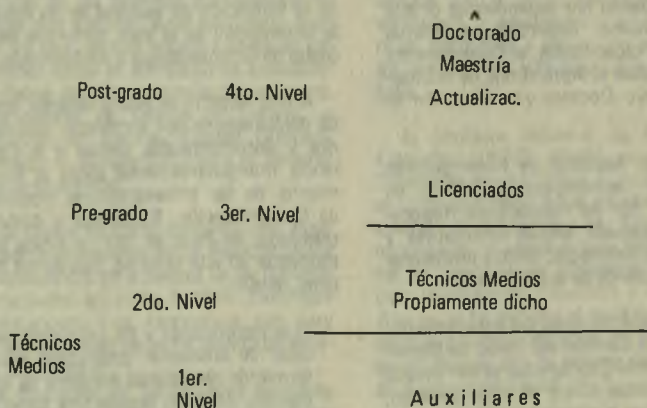 Doctorado
Maestría
Post-grado 4to. Nivel Actualizac.
Licenciados
Pre-grado 3er. Nivel
Técnicos Medios
2do. Nivel Propiamente dicho
Técnicos
Medios
1er.
Nivel Auxiliares